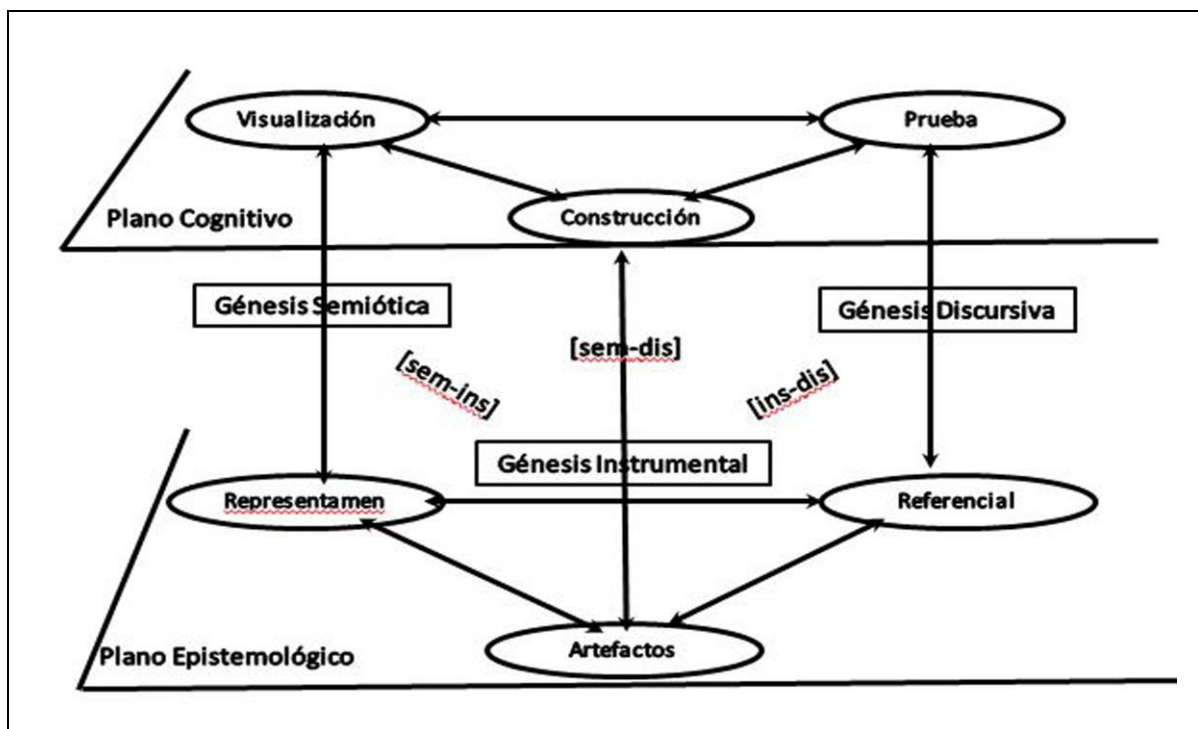 Visualización
Prueba
Construcción
Plano Cognitivo
Génesis Semiótica
Génesis Discursiva
[sem-dis]
[sem-ins]
[ins-dis]
Génesis Instrumental
Representamen
Referencial
Artefactos
Plano Epistemológico